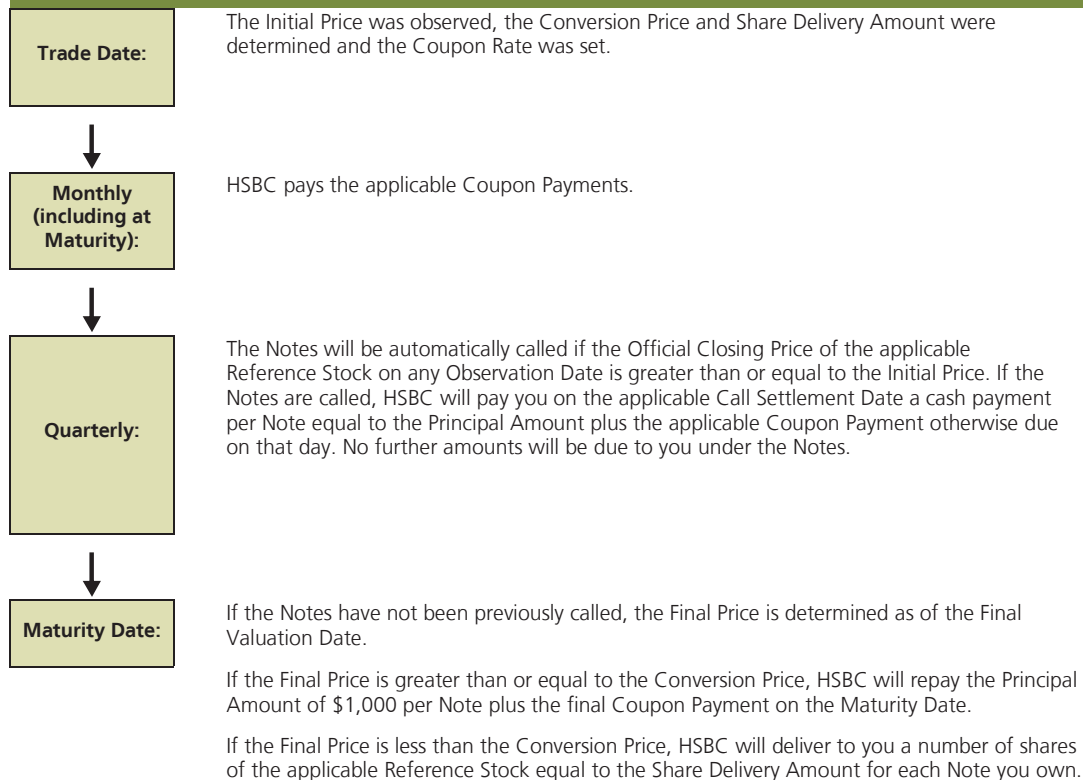 Trade Date:
The Initial Price was observed, the Conversion Price and Share Delivery Amount were
determined and the Coupon Rate was set.
Monthly
(including at
Maturity):
HSBC pays the applicable Coupon Payments.
Quarterly:
The Notes will be automatically called if the Official Closing Price of the applicable
Reference Stock on any Observation Date is greater than or equal to the Initial Price. If the
Notes are called, HSBC will pay you on the applicable Call Settlement Date a cash payment
per Note equal to the Principal Amount plus the applicable Coupon Payment otherwise due
on that day. No further amounts will be due to you under the Notes.
Maturity Date:
If the Notes have not been previously called, the Final Price is determined as of the Final
Valuation Date.
If the Final Price is greater than or equal to the Conversion Price, HSBC will repay the Principal
Amount of $1,000 per Note plus the final Coupon Payment on the Maturity Date.
If the Final Price is less than the Conversion Price, HSBC will deliver to you a number of shares
of the applicable Reference Stock equal to the Share Delivery Amount for each Note you own